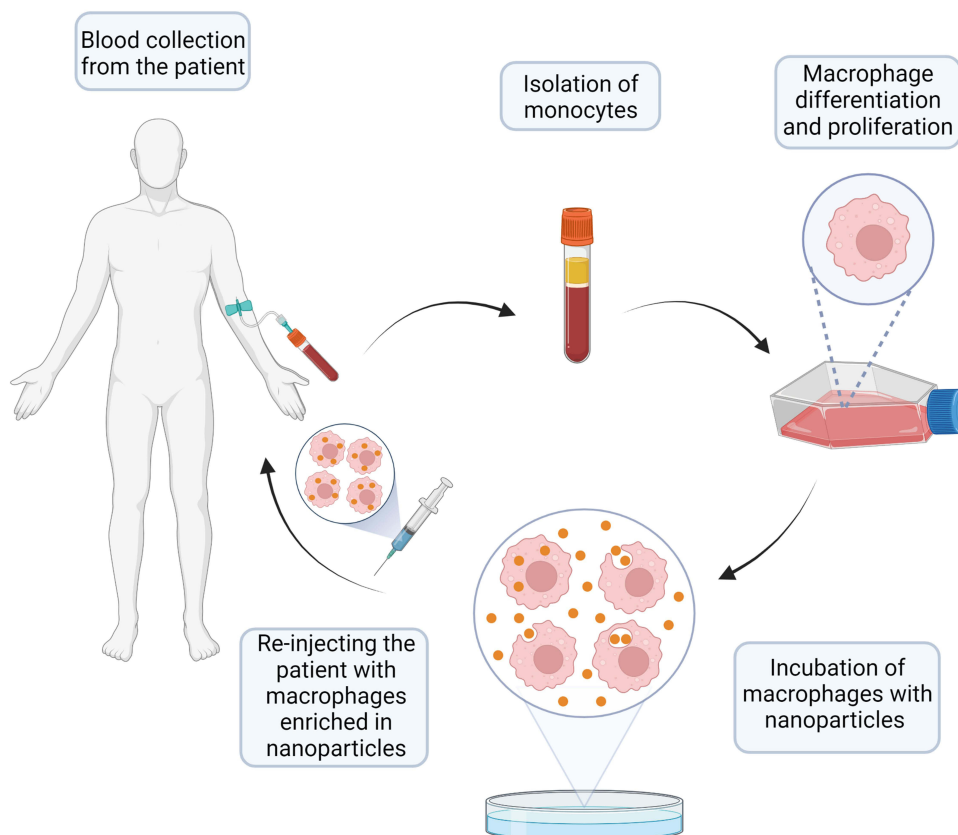 Blood collection
from the patient
Isolation of
monocytes
Macrophage
differentiation
and proliferation
Incubation of
macrophages with
nanoparticles
Re-injecting the
patient with
macrophages
enriched in
nanoparticles